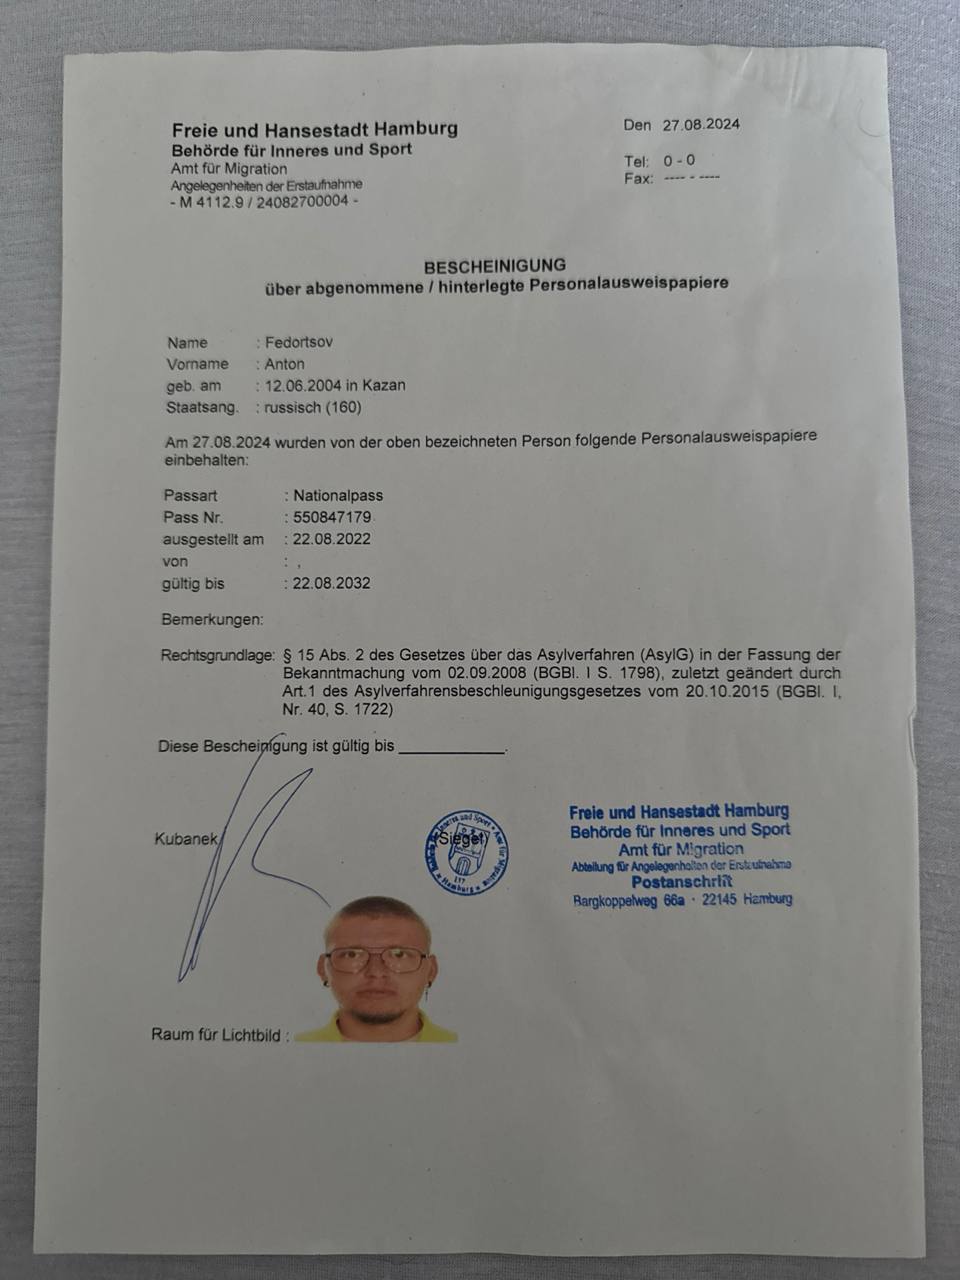 Freie und Hansestadt Hamburg
Behörde für Inneres und Sport
Amt für Migration
Angelegenheiten der Erstaufnahme
- M 4112.9 / 24082700004 -
Den 27.08.2024
Tel: 0 - 0
Fax: ---- - ----
BESCHEINIGUNG
über abgenommene / hinterlegte Personalausweispapiere
Name : Fedortsov
Vorname : Anton
geb. am : 12.06.2004 in Kazan
Staatsang. : russisch (160)
Am 27.08.2024 wurden von der oben bezeichneten Person folgende Personalausweispapiere
einbehalten:
Passart : Nationalpass
Pass Nr. : 550847179
ausgestellt am : 22.08.2022
von : ,
gültig bis : 22.08.2032
Bemerkungen:
Rechtsgrundlage: § 15 Abs. 2 des Gesetzes über das Asylverfahren (AsylG) in der Fassung der
Bekanntmachung vom 02.09.2008 (BGBl. I S. 1798), zuletzt geändert durch
Art.1 des Asylverfahrensbeschleunigungsgesetzes vom 20.10.2015 (BGBl. I,
Nr. 40, S. 1722)
Diese Bescheinigung ist gültig bis ____________.
Kubanek
(Siegel)
Inneres und Sport * Amt für Migration * Hamburg *
137
Freie und Hansestadt Hamburg
Behörde für Inneres und Sport
Amt für Migration
Abteilung für Angelegenheiten der Erstaufnahme
Postanschrift
Bargkoppelweg 66a · 22145 Hamburg
Raum für Lichtbild :